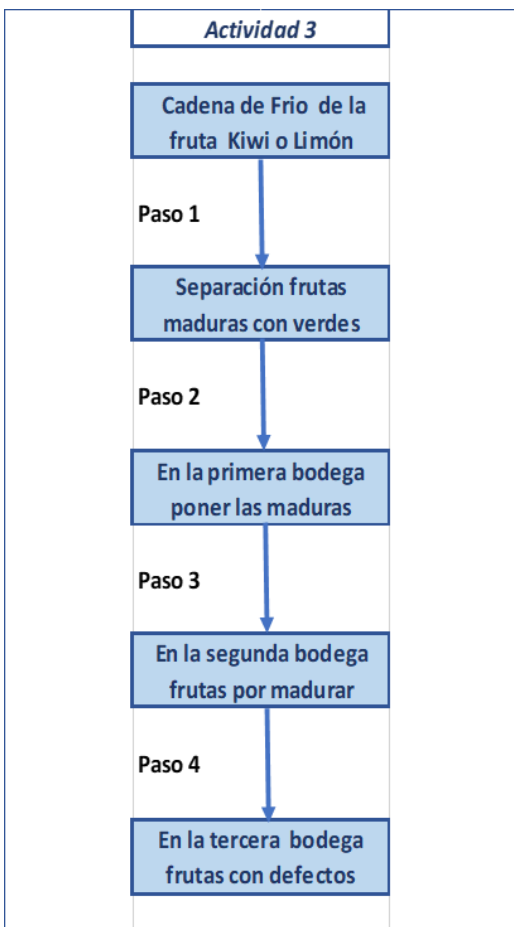 Actividad 3
Cadena de Frio de la
fruta Kiwi o Limón
Paso 1
Separación frutas
maduras con verdes
Paso 2
En la primera bodega
poner las maduras
Paso 3
En la segunda bodega
frutas por madurar
Paso 4
En la tercera bodega
frutas con defectos